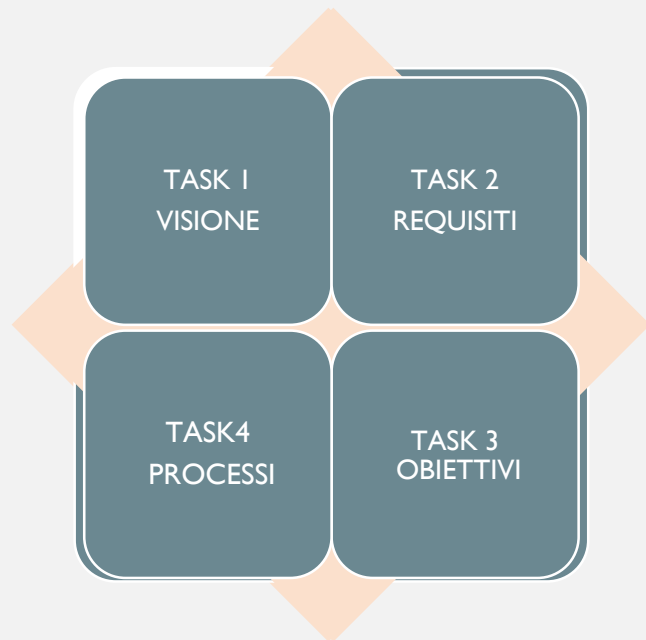 TASK 1
VISIONE
TASK 2
REQUISITI
TASK4
PROCESSI
TASK 3
OBIETTIVI